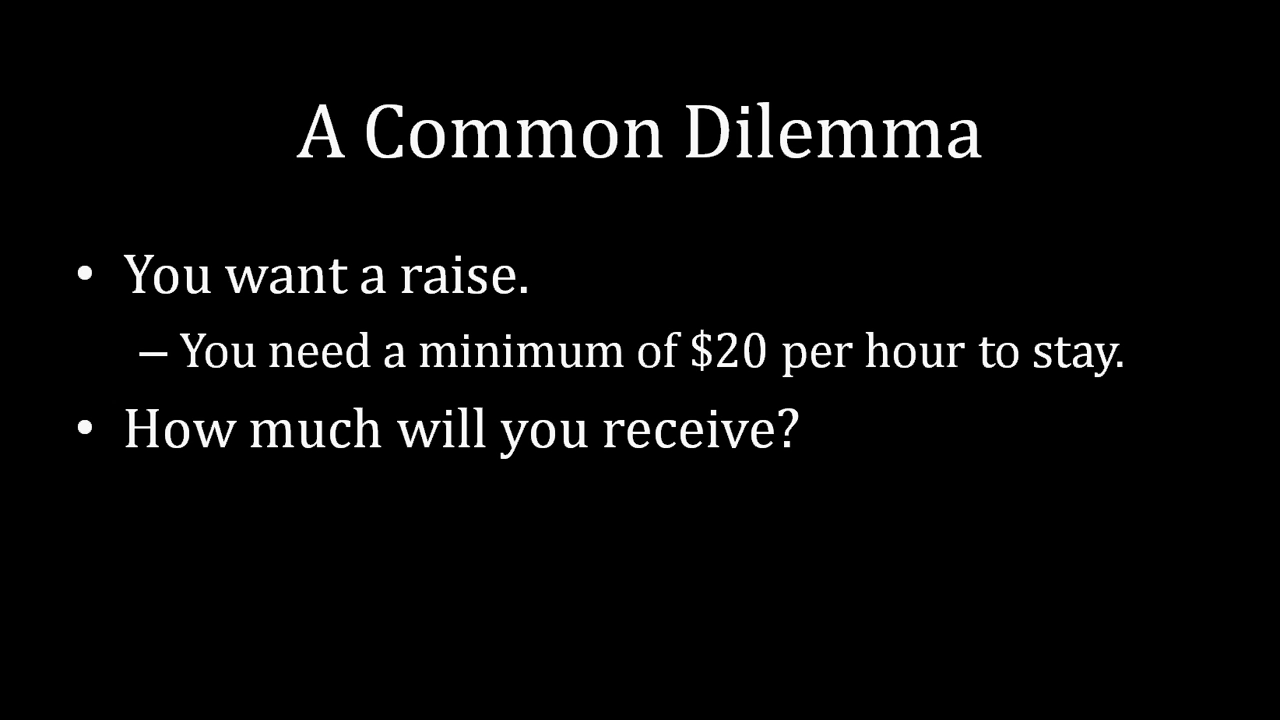 A Common Dilemma
• You want a raise.
– You need a minimum of $20 per hour to stay.
• How much will you receive?